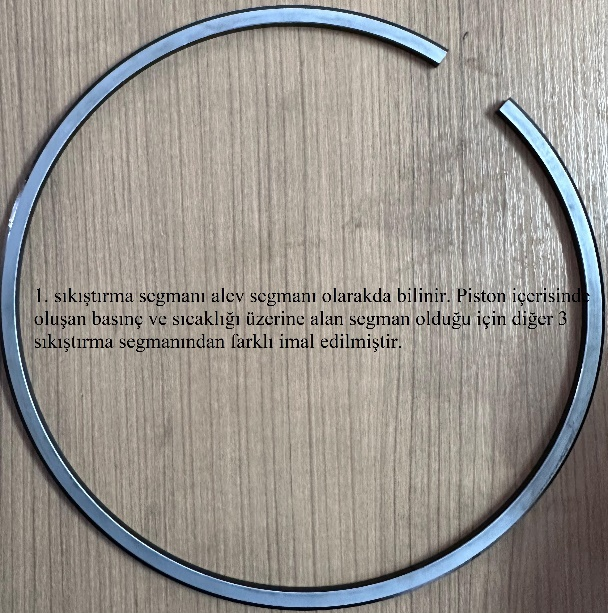 1. sıkıştırma segmanı alev segmanı olarakda bilinir. Piston içerisinde
oluşan basınç ve sıcaklığı üzerine alan segman olduğu için diğer 3
sıkıştırma segmanından farklı imal edilmiştir.